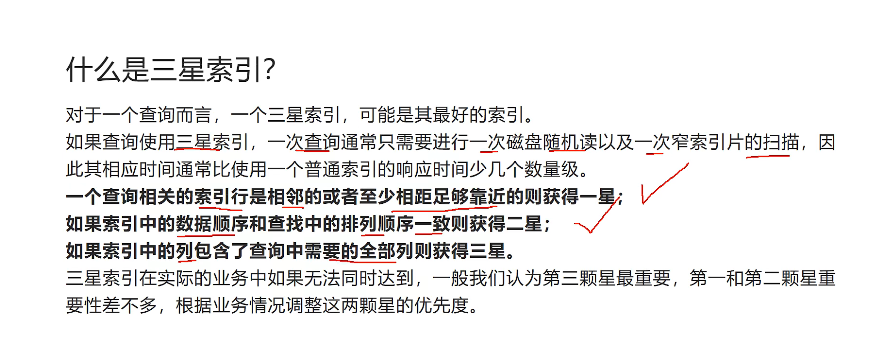 什么是三星索引？
对于一个查询而言，一个三星索引，可能是其最好的索引。
如果查询使用三星索引，一次查询通常只需要进行一次磁盘随机读以及一次窄索引片的扫描，因
此其相应时间通常比使用一个普通索引的响应时间少几个数量级。
一个查询相关的索引行是相邻的或者至少相距足够靠近的则获得一星；
如果索引中的数据顺序和查找中的排列顺序一致则获得二星；
如果索引中的列包含了查询中需要的全部列则获得三星。
三星索引在实际的业务中如果无法同时达到，一般我们认为第三颗星最重要，第一和第二颗星重
要性差不多，根据业务情况调整这两颗星的优先度。